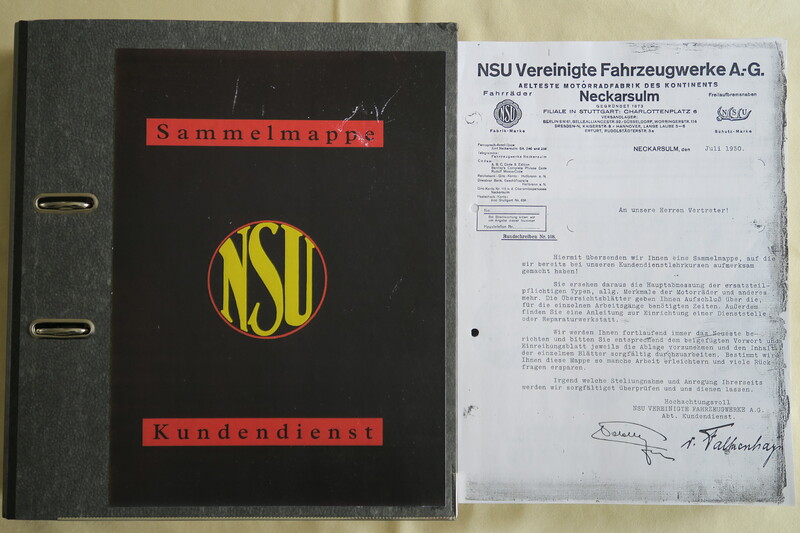 Sammelmappe
NSU
Kundendienst
NSU Vereinigte Fahrzeugwerke A.-G.
AELTESTE MOTORRADFABRIK DES KONTINENTS
Fahrräder
Neckarsulm
Freilaufbremsnaben
GEGRÜNDET 1873
FILIALE IN STUTTGART: CHARLOTTENPLATZ 6
VERSANDLAGER:
Fabrik-Marke
Schutz-Marke
NECKARSULM, den Juli 1930.
An unsere Herren Vertreter!
Rundschreiben Nr. 106.
Hiermit übersenden wir Ihnen eine Sammelmappe, auf die
wir bereits bei unseren Kundendienstlehrkursen aufmerksam
gemacht haben!
Sie ersehen daraus die Hauptabmessung der ersatzteil-
pflichtigen Typen, allg. Merkmale der Motorräder und anderes
mehr. Die Übersichtsblätter geben Ihnen Aufschluß über die,
für die einzelnen Arbeitsgänge benötigten Zeiten. Außerdem
finden Sie eine Anleitung zur Einrichtung einer Dienststelle
oder Reparaturwerkstatt.
Wir werden Ihnen fortlaufend immer das Neueste be-
richten und bitten Sie entsprechend dem beigefügten Vorwort und
Einreihungsblatt jeweils die Ablage vorzunehmen und den Inhalt
der einzelnen Blätter sorgfältig durchzuarbeiten. Bestimmt wird
Ihnen diese Mappe so manche Arbeit erleichtern und viele Rück-
fragen ersparen.
Irgend welche Stellungnahme und Anregung Ihrerseits
werden wir sorgfältigst überprüfen und uns dienen lassen.
Hochachtungsvoll
NSU VEREINIGTE FAHRZEUGWERKE A.G.
Abt. Kundendienst.
v. Falkenhayn